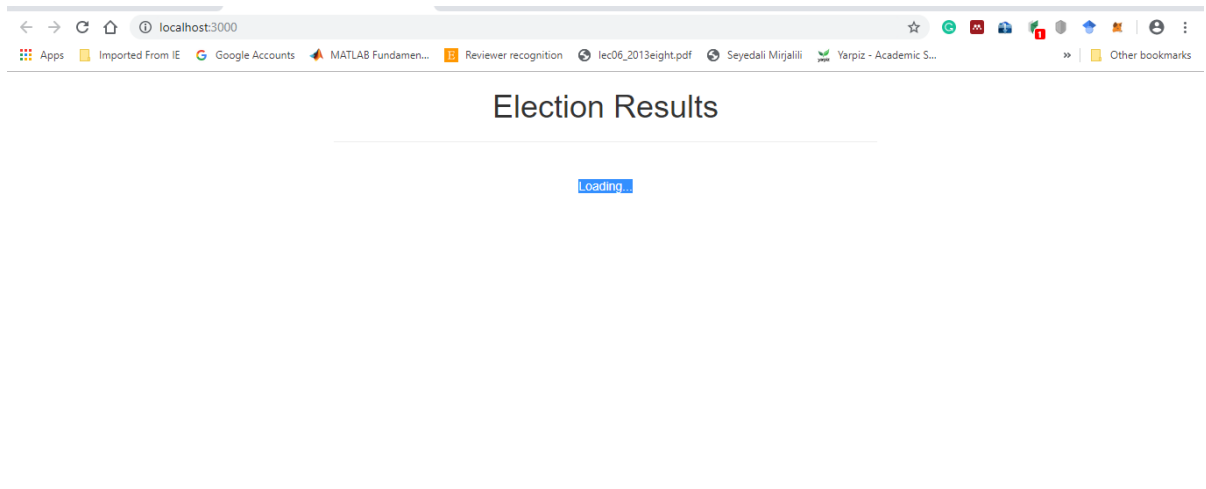 localhost:3000
Apps Imported From IE Google Accounts MATLAB Fundamen... Reviewer recognition lec06_2013eight.pdf Seyedali Mirjalili Yarpiz - Academic S... » Other bookmarks
Election Results
Loading...